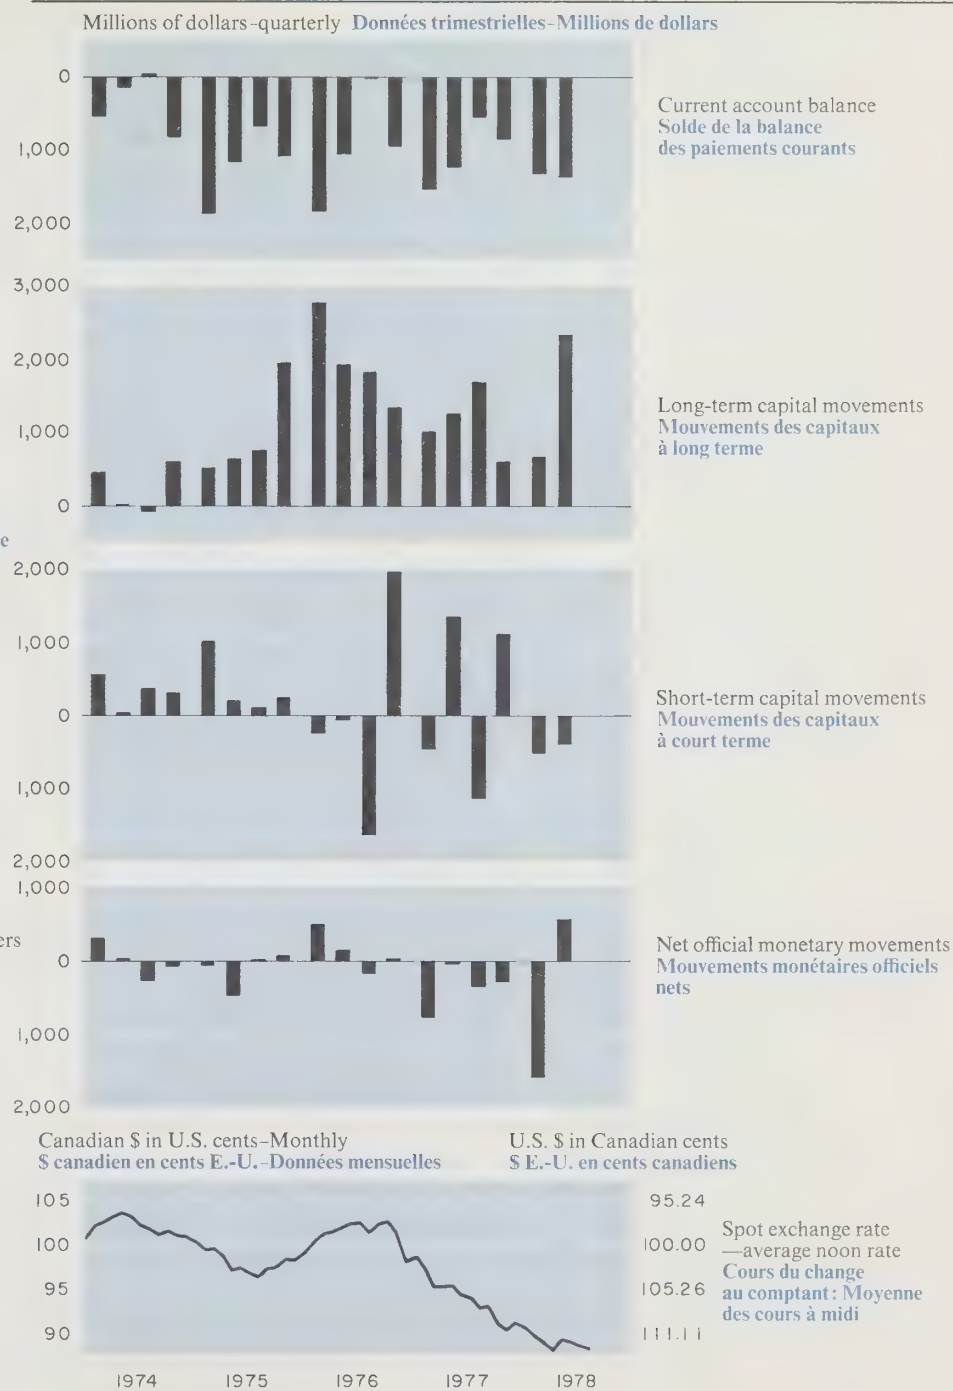 Millions of dollars-quarterly Données trimestrielles-Millions de dollars
0
1,000
2,000
Current account balance
Solde de la balance
des paiements courants
3,000
2,000
1,000
0
Long-term capital movements
Mouvements des capitaux
à long terme
e
2,000
1,000
0
1,000
2,000
Short-term capital movements
Mouvements des capitaux
à court terme
1,000
0
1,000
2,000
ers
Net official monetary movements
Mouvements monétaires officiels
nets
Canadian $ in U.S. cents-Monthly
$ canadien en cents E.-U.-Données mensuelles
U.S. $ in Canadian cents
$ E.-U. en cents canadiens
105
100
95
90
95.24
100.00
105.26
111.11
Spot exchange rate
—average noon rate
Cours du change
au comptant: Moyenne
des cours à midi
1974 1975 1976 1977 1978